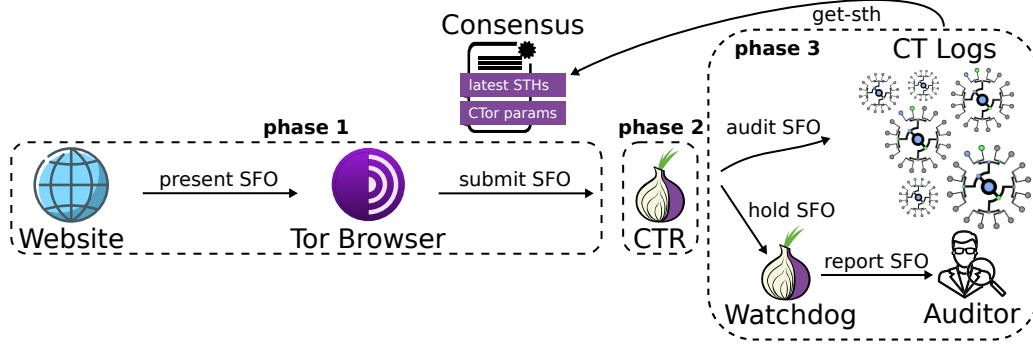 get-sth
Consensus
latest STHs
CTor params
phase 1
phase 2
phase 3
CT Logs
present SFO
submit SFO
audit SFO
hold SFO
Website
Tor Browser
CTR
report SFO
Watchdog
Auditor